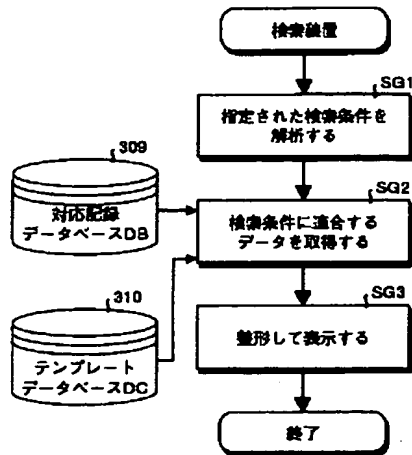 検索装置
SG1
指定された検索条件を
解析する
309
対応記録
データベースDB
SG2
検索条件に適合する
データを取得する
310
テンプレート
データベースDC
SG3
整形して表示する
終了